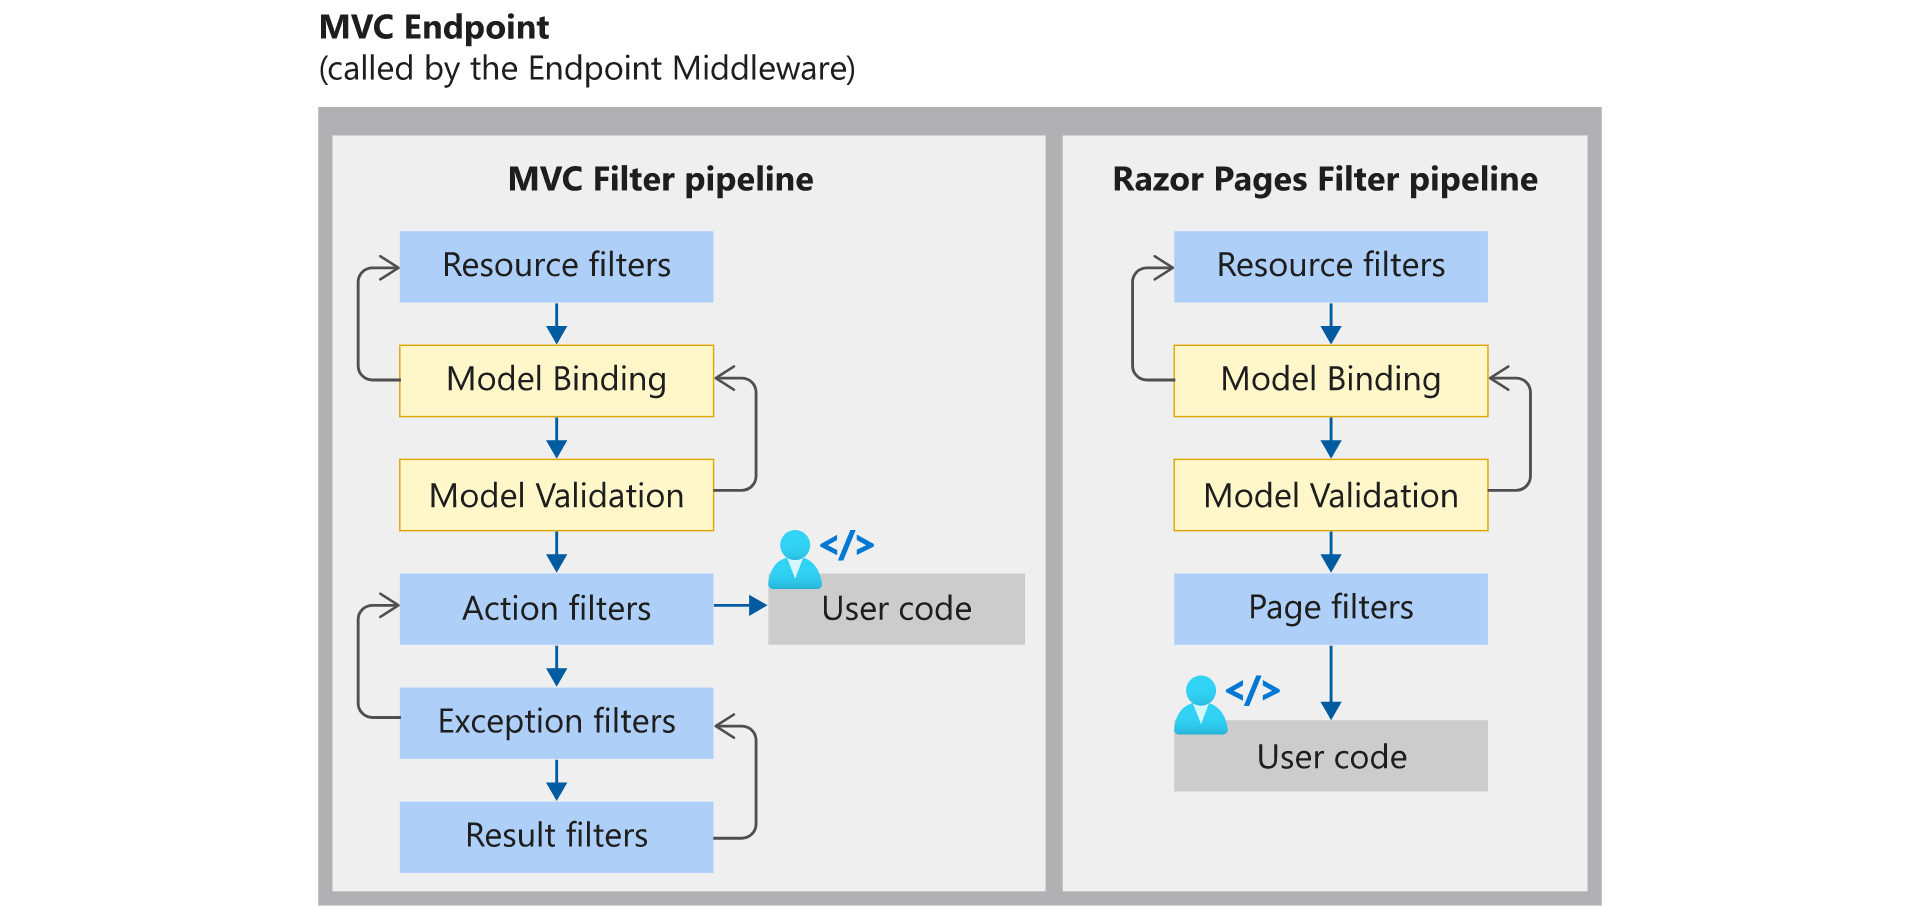 MVC Endpoint
(called by the Endpoint Middleware)
MVC Filter pipeline
Resource filters
Model Binding
Model Validation
Action filters
</>
User code
Exception filters
Result filters
Razor Pages Filter pipeline
Resource filters
Model Binding
Model Validation
Page filters
</>
User code